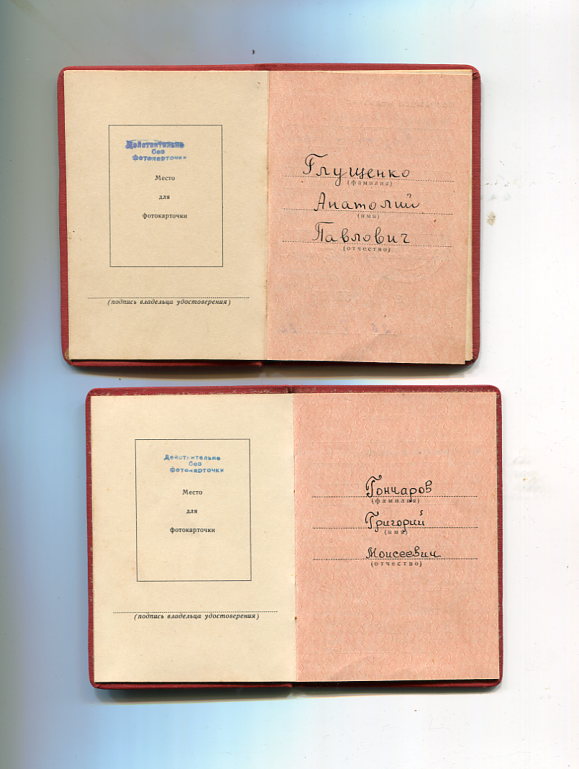 Действительно
без
фотокарточки
Место
для
фотокарточки
(подпись владельца удостоверения)
Глущенко
(фамилия)
Анатолий
(имя)
Павлович
(отчество)
Действительно
без
фотокарточки
Место
для
фотокарточки
(подпись владельца удостоверения)
Гончаров
(фамилия)
Григорий
(имя)
Моисеевич
(отчество)